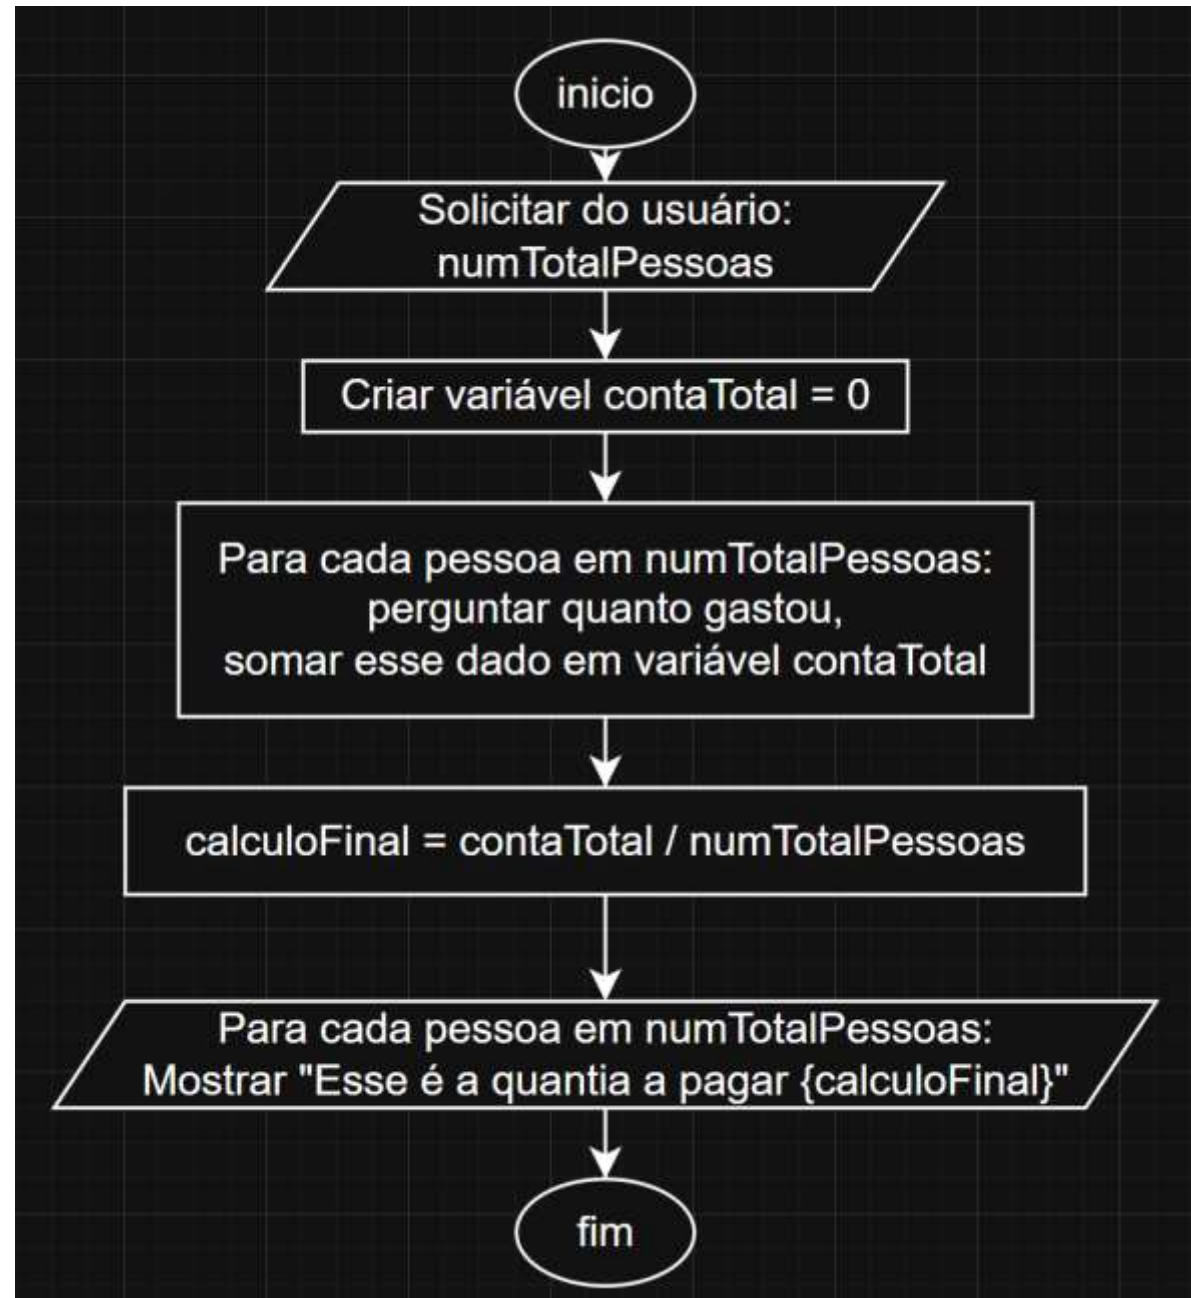 inicio
Solicitar do usuário:
numTotalPessoas
Criar variável contaTotal = 0
Para cada pessoa em numTotalPessoas:
perguntar quanto gastou,
somar esse dado em variável contaTotal
calculoFinal = contaTotal / numTotalPessoas
Para cada pessoa em numTotalPessoas:
Mostrar "Esse é a quantia a pagar {calculoFinal}"
fim